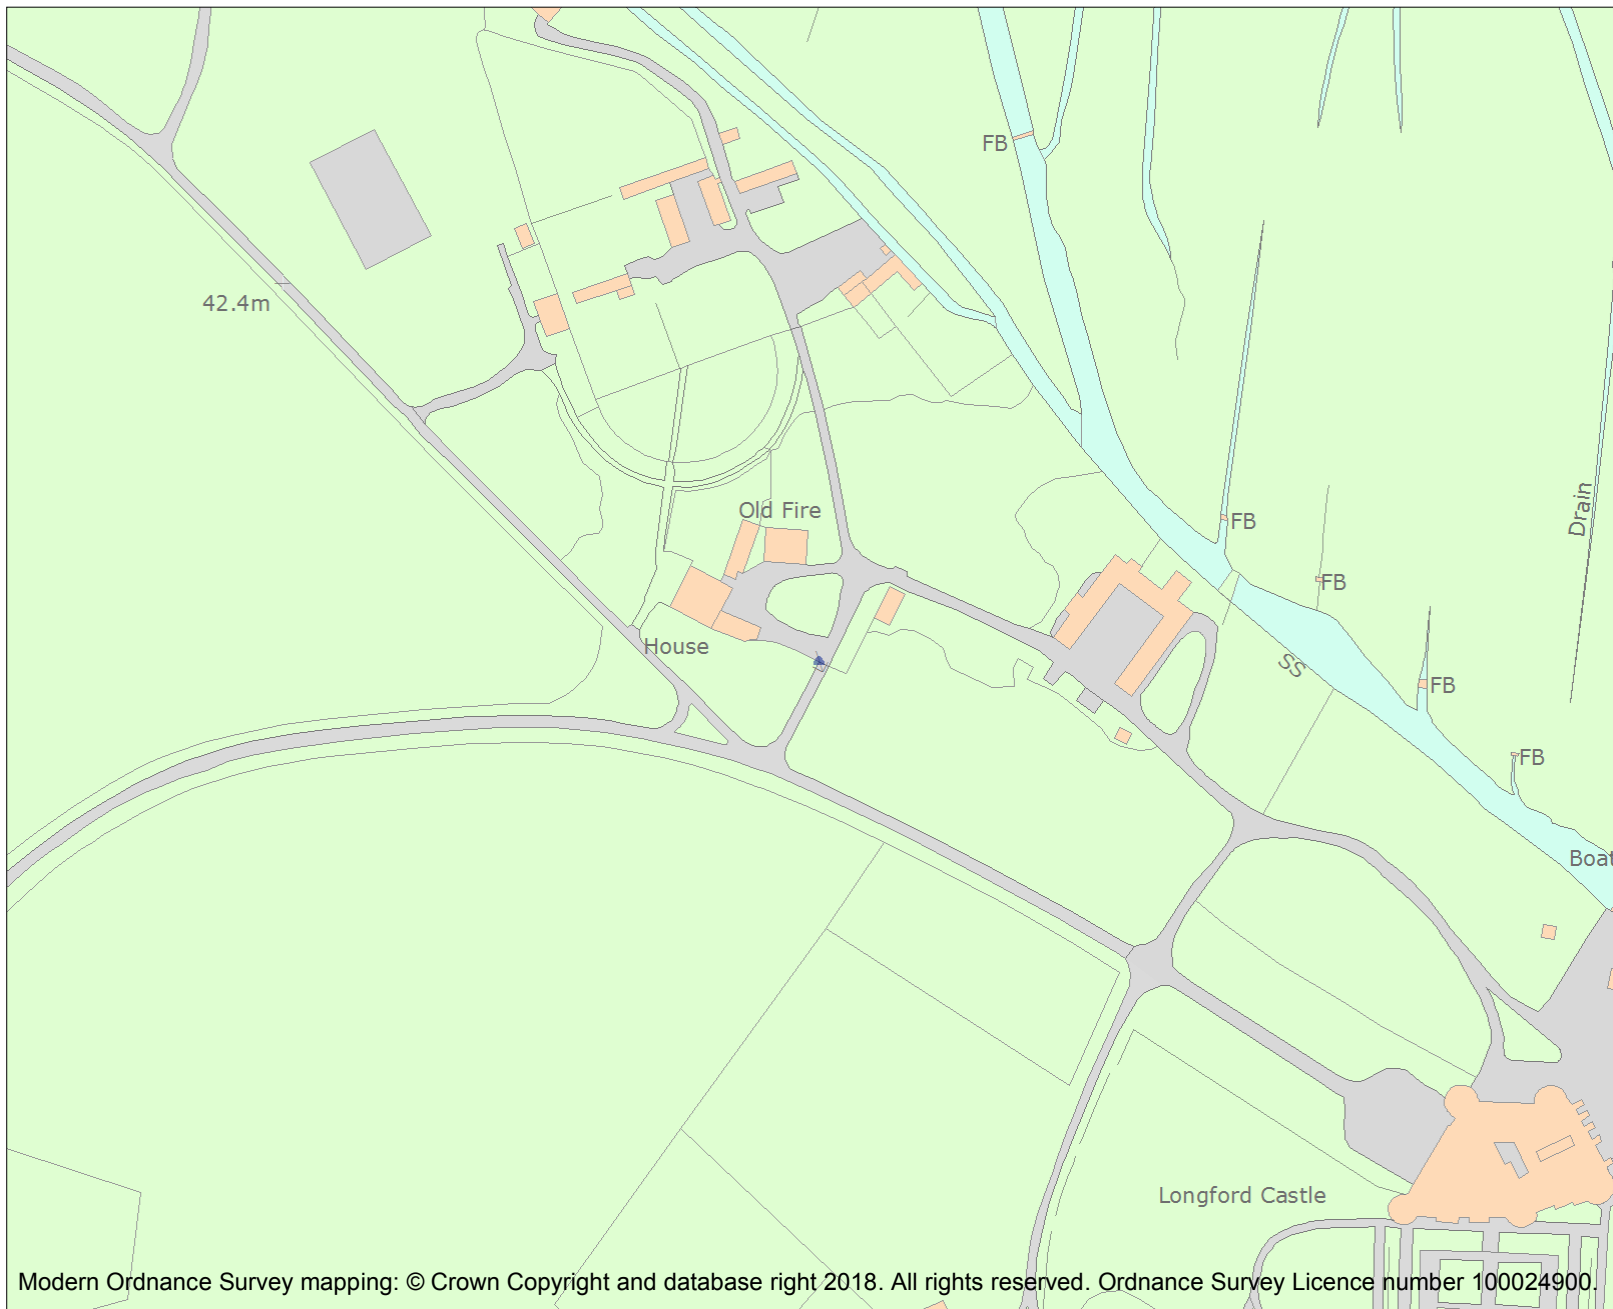 FB
42.4m
Old Fire
Drain
FB
FB
House
SS
FB
FB
Boat
Longford Castle
Modern Ordnance Survey mapping: © Crown Copyright and database right 2018. All rights reserved. Ordnance Survey Licence number 100024900.